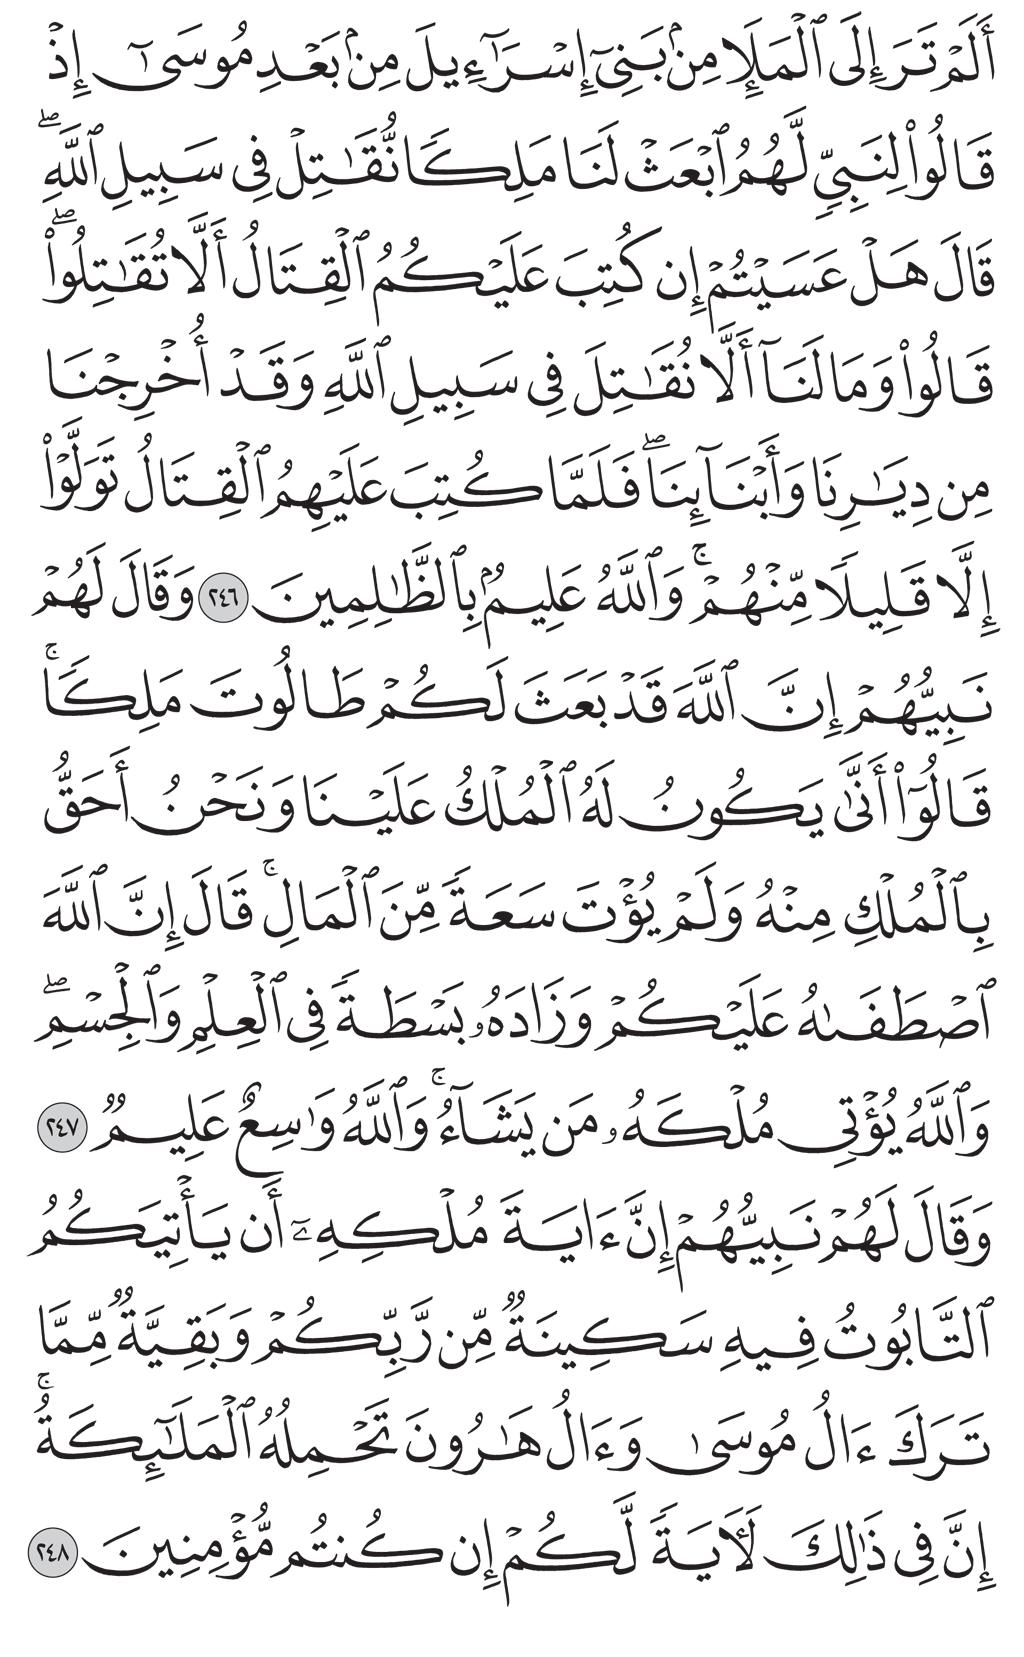 أَلَمْ تَرَ إِلَى ٱلْمَلَإِ مِنۢ بَنِىٓ إِسْرَٰٓءِيلَ مِنۢ بَعْدِ مُوسَىٰٓ إِذْ
قَالُوا۟ لِنَبِىٍّ لَّهُمُ ٱبْعَثْ لَنَا مَلِكًا نُّقَٰتِلْ فِى سَبِيلِ ٱللَّهِ ۖ
قَالَ هَلْ عَسَيْتُمْ إِن كُتِبَ عَلَيْكُمُ ٱلْقِتَالُ أَلَّا تُقَٰتِلُوا۟ ۖ
قَالُوا۟ وَمَا لَنَآ أَلَّا نُقَٰتِلَ فِى سَبِيلِ ٱللَّهِ وَقَدْ أُخْرِجْنَا
مِن دِيَٰرِنَا وَأَبْنَآئِنَا ۖ فَلَمَّا كُتِبَ عَلَيْهِمُ ٱلْقِتَالُ تَوَلَّوْا۟
إِلَّا قَلِيلًا مِّنْهُمْ ۚ وَٱللَّهُ عَلِيمٌۢ بِٱلظَّٰلِمِينَ ٢٤٦ وَقَالَ لَهُمْ
نَبِيُّهُمْ إِنَّ ٱللَّهَ قَدْ بَعَثَ لَكُمْ طَالُوتَ مَلِكًا ۚ
قَالُوٓا۟ أَنَّىٰ يَكُونُ لَهُ ٱلْمُلْكُ عَلَيْنَا وَنَحْنُ أَحَقُّ
بِٱلْمُلْكِ مِنْهُ وَلَمْ يُؤْتَ سَعَةً مِّنَ ٱلْمَالِ ۚ قَالَ إِنَّ ٱللَّهَ
ٱصْطَفَىٰهُ عَلَيْكُمْ وَزَادَهُۥ بَسْطَةً فِى ٱلْعِلْمِ وَٱلْجِسْمِ ۖ
وَٱللَّهُ يُؤْتِى مُلْكَهُۥ مَن يَشَآءُ ۚ وَٱللَّهُ وَٰسِعٌ عَلِيمٌ ٢٤٧
وَقَالَ لَهُمْ نَبِيُّهُمْ إِنَّ ءَايَةَ مُلْكِهِۦٓ أَن يَأْتِيَكُمُ
ٱلتَّابُوتُ فِيهِ سَكِينَةٌ مِّن رَّبِّكُمْ وَبَقِيَّةٌ مِّمَّا
تَرَكَ ءَالُ مُوسَىٰ وَءَالُ هَٰرُونَ تَحْمِلُهُ ٱلْمَلَٰٓئِكَةُ ۚ
إِنَّ فِى ذَٰلِكَ لَءَايَةً لَّكُمْ إِن كُنتُم مُّؤْمِنِينَ ٢٤٨